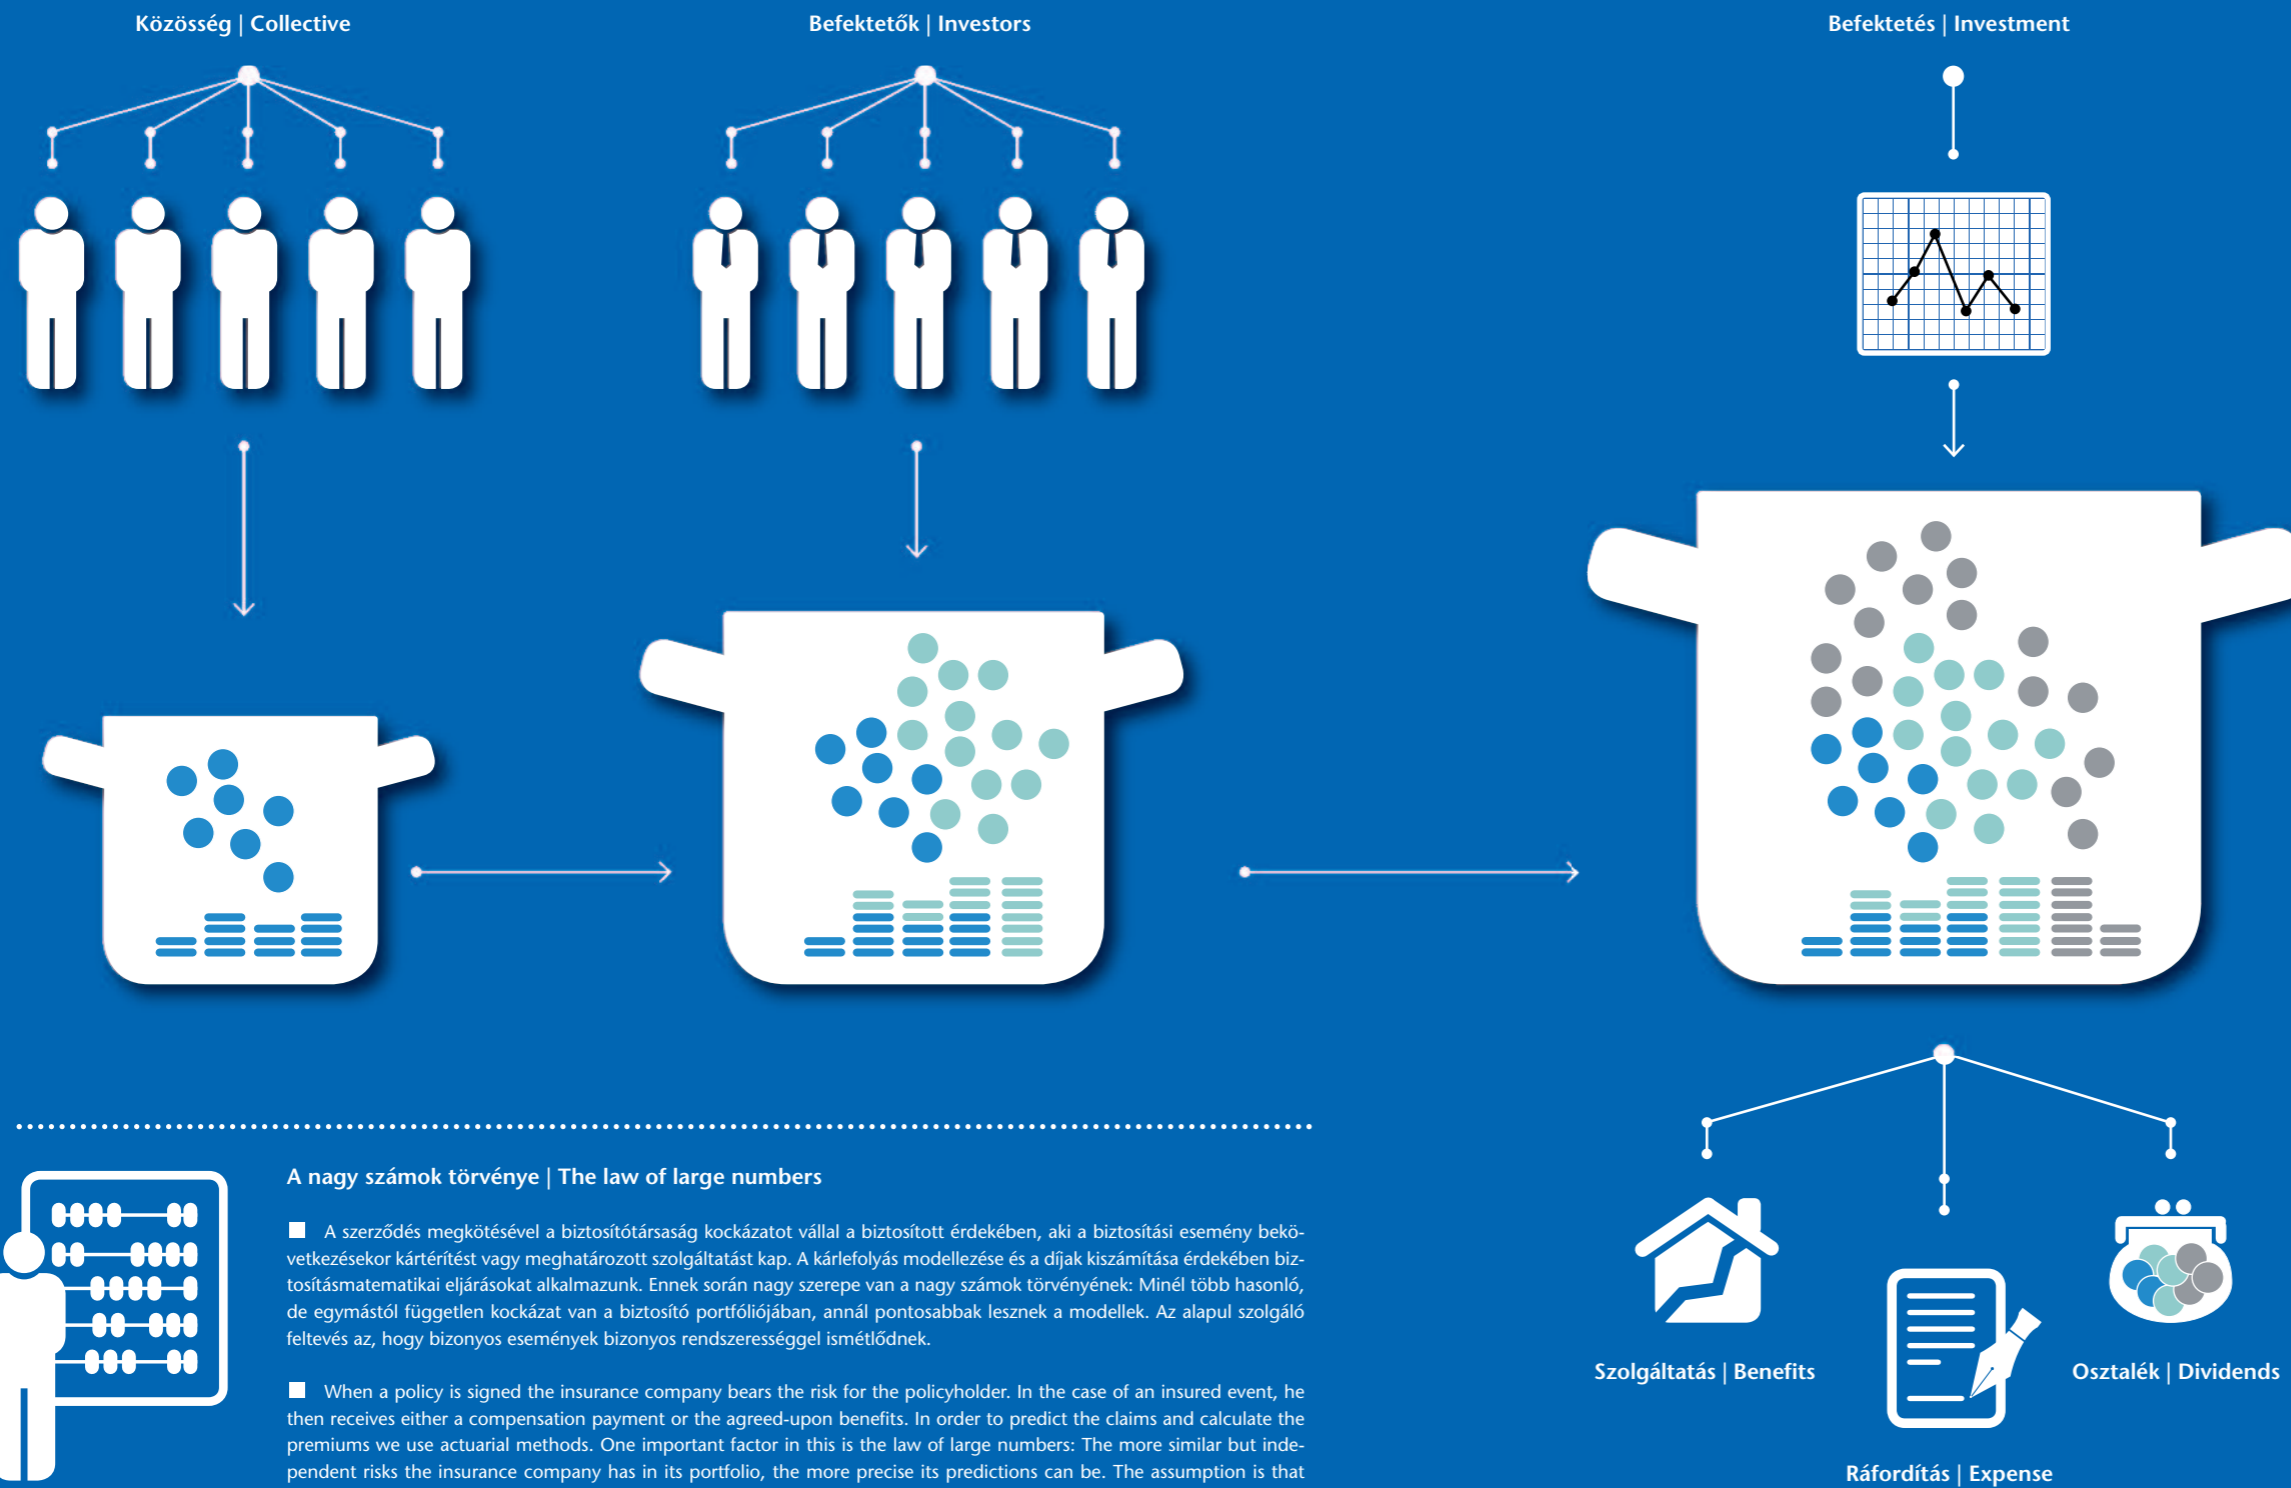 Közösség | Collective
Befektetők | Investors
Befektetés | Investment
A nagy számok törvénye | The law of large numbers
A szerződés megkötésével a biztosítótársaság kockázatot vállal a biztosított érdekében, aki a biztosítási esemény bekö-
vetkezésekor kártérítést vagy meghatározott szolgáltatást kap. A kárlefolyás modellezése és a díjak kiszámítása érdekében biz-
tosításmatematikai eljárásokat alkalmazunk. Ennek során nagy szerepe van a nagy számok törvényének: Minél több hasonló,
de egymástól független kockázat van a biztosító portfóliójában, annál pontosabbak lesznek a modellek. Az alapul szolgáló
feltevés az, hogy bizonyos események bizonyos rendszerességgel ismétlődnek.
When a policy is signed the insurance company bears the risk for the policyholder. In the case of an insured event, he
then receives either a compensation payment or the agreed-upon benefits. In order to predict the claims and calculate the
premiums we use actuarial methods. One important factor in this is the law of large numbers: The more similar but inde-
pendent risks the insurance company has in its portfolio, the more precise its predictions can be. The assumption is that
Szolgáltatás | Benefits
Osztalék | Dividends
Ráfordítás | Expense